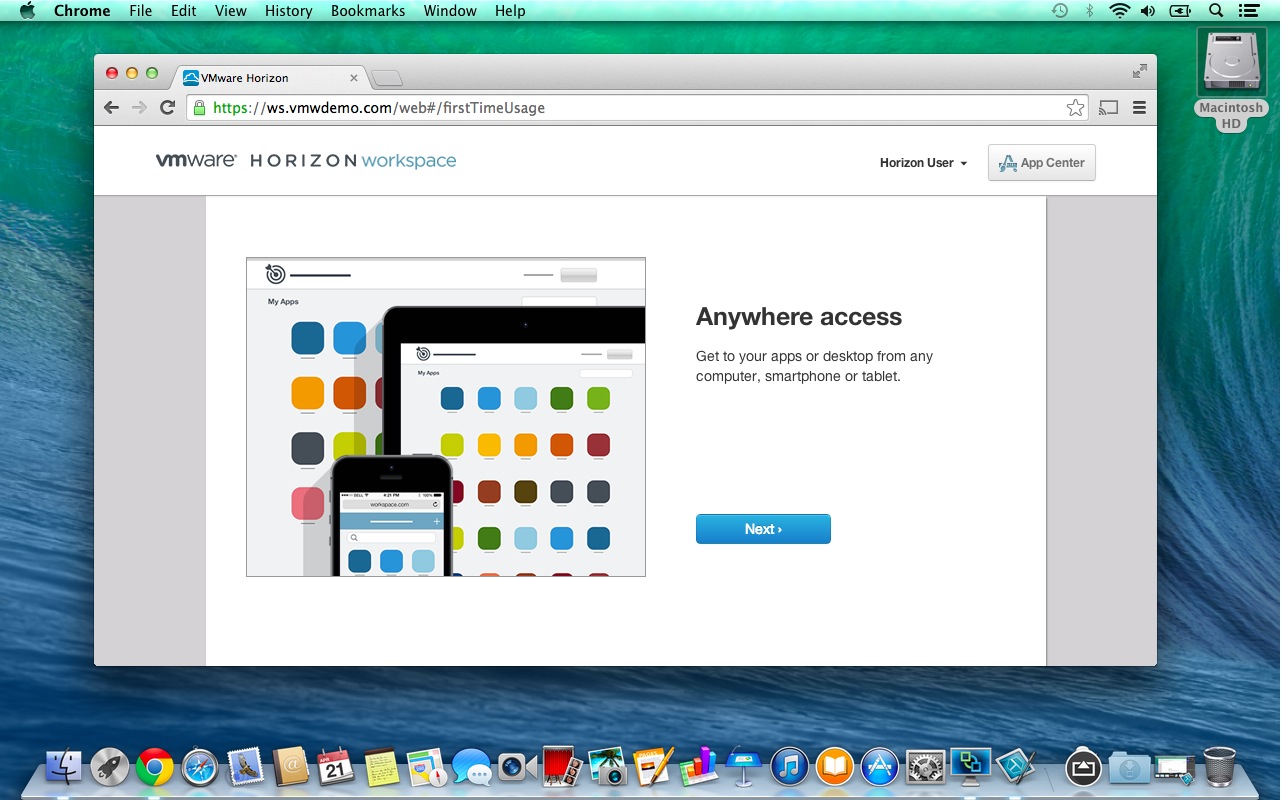 Chrome File Edit View History Bookmarks Window Help
VMware Horizon
https://ws.vmwdemo.com/web#/firstTimeUsage
Macintosh
HD
vmware HORIZON workspace
Horizon User
App Center
My Apps
My Apps
Anywhere access
Get to your apps or desktop from any
computer, smartphone or tablet.
BELL 4:21 PM 100%
workspace.com
Next ›
APR
21
PAGES